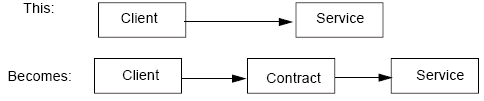 This:
Client Service
Becomes:
Client Contract Service